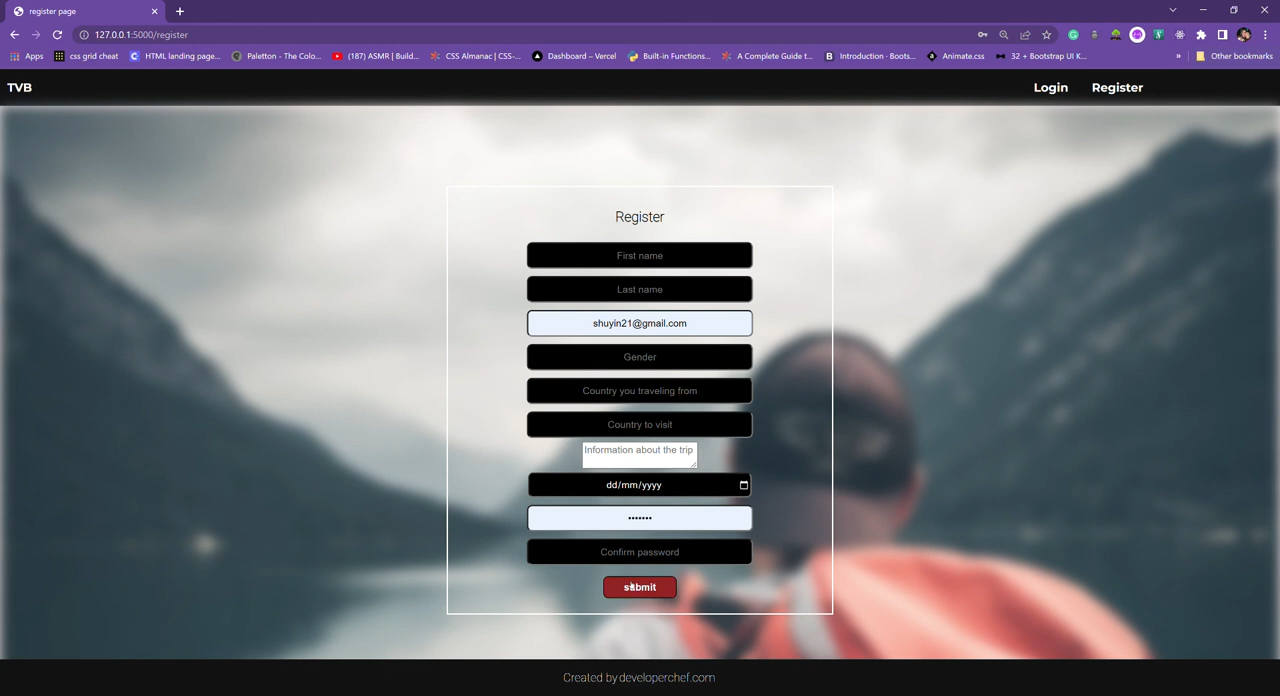 register page
127.0.0.1:5000/register
Apps
css grid cheat
HTML landing page...
Paletton - The Colo...
(187) ASMR | Build...
CSS Almanac | CSS-...
Dashboard – Vercel
Built-in Functions...
A Complete Guide t...
Introduction · Boots...
Animate.css
32 + Bootstrap UI K...
»
Other bookmarks
TVB
Login
Register
Register
First name
Last name
shuyin21@gmail.com
Gender
Country you traveling from
Country to visit
Information about the trip
dd/mm/yyyy
•••••••
Confirm password
submit
Created by developerchef.com